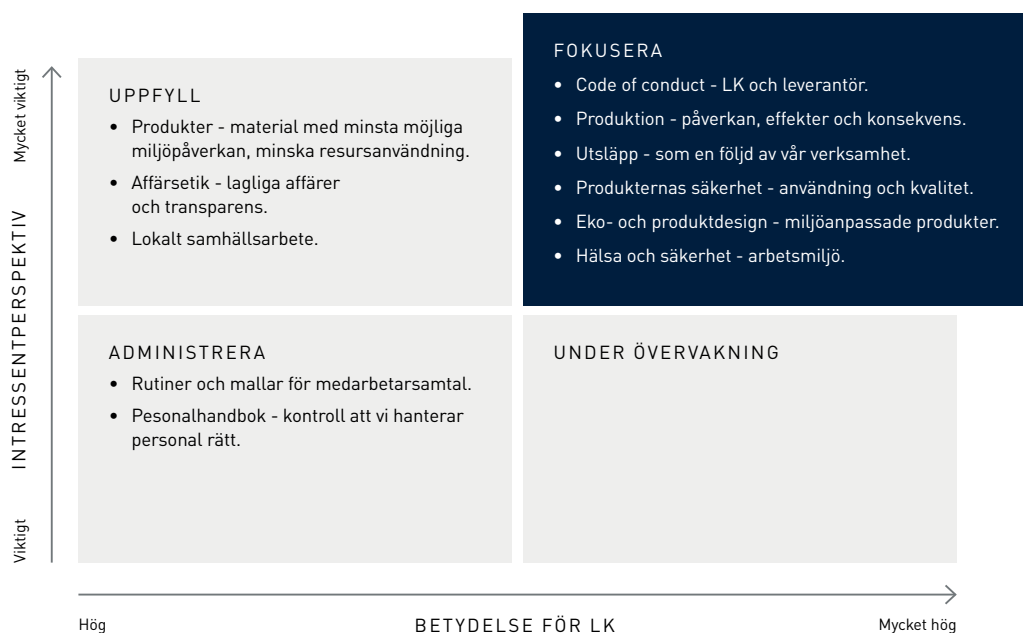 FOKUSERA
• Code of conduct - LK och leverantör.
• Produktion - påverkan, effekter och konsekvens.
• Utsläpp - som en följd av vår verksamhet.
• Produkternas säkerhet - användning och kvalitet.
• Eko- och produktdesign - miljöanpassade produkter.
• Hälsa och säkerhet - arbetsmiljö.
UPPFYLL
• Produkter - material med minsta möjliga
miljöpåverkan, minska resursanvändning.
• Affärsetik - lagliga affärer
och transparens.
• Lokalt samhällsarbete.
ADMINISTRERA
• Rutiner och mallar för medarbetarsamtal.
• Pesonalhandbok - kontroll att vi hanterar
personal rätt.
UNDER ÖVERVAKNING
Mycket viktigt
INTRESSENTPERSPEKTIV
Viktigt
Hög
BETYDELSE FÖR LK
Mycket hög